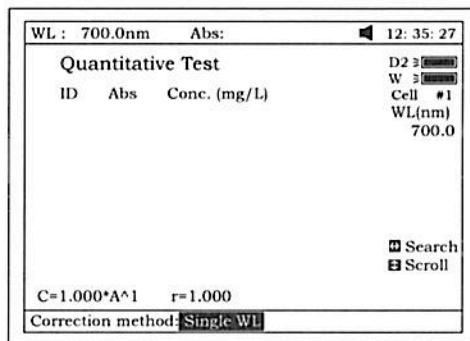 WL : 700.0nm Abs: 12: 35: 27
Quantitative Test
D2
W
ID Abs Conc. (mg/L)
Cell #1
WL(nm)
700.0
Search
Scroll
C=1.000*A^1 r=1.000
Correction method: Single WL